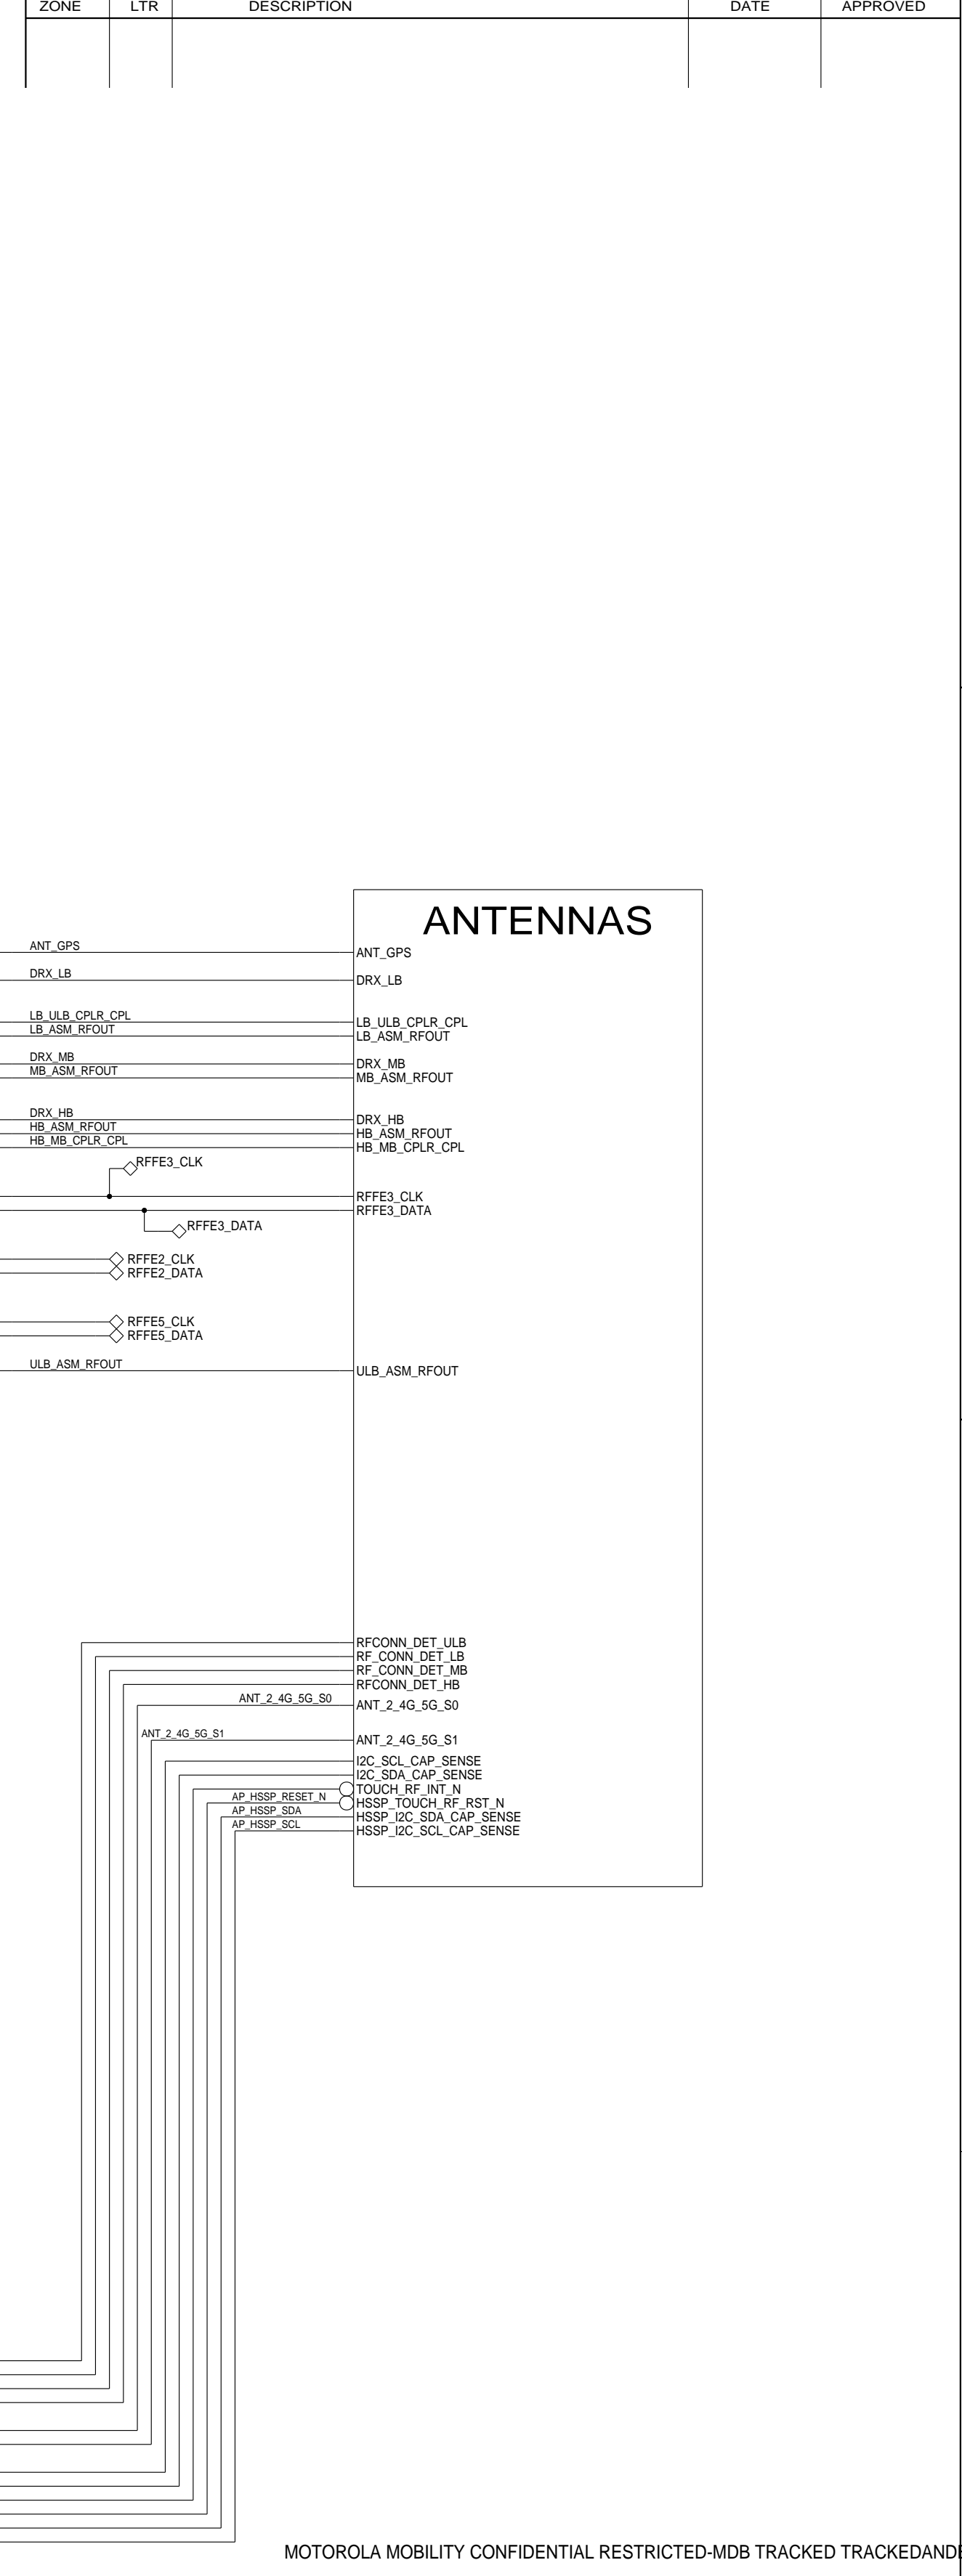 ZONE LTR DESCRIPTION DATE APPROVED
ANTENNAS
ANT_GPS ANT_GPS
DRX_LB DRX_LB
LB_ULB_CPLR_CPL LB_ULB_CPLR_CPL
LB_ASM_RFOUT LB_ASM_RFOUT
DRX_MB DRX_MB
MB_ASM_RFOUT MB_ASM_RFOUT
DRX_HB DRX_HB
HB_ASM_RFOUT HB_ASM_RFOUT
HB_MB_CPLR_CPL HB_MB_CPLR_CPL
RFFE3_CLK
RFFE3_CLK
RFFE3_DATA
RFFE3_DATA
RFFE2_CLK
RFFE2_DATA
RFFE5_CLK
RFFE5_DATA
ULB_ASM_RFOUT ULB_ASM_RFOUT
RFCONN_DET_ULB
RF_CONN_DET_LB
RF_CONN_DET_MB
RFCONN_DET_HB
ANT_2_4G_5G_S0 ANT_2_4G_5G_S0
ANT_2_4G_5G_S1 ANT_2_4G_5G_S1
I2C_SCL_CAP_SENSE
I2C_SDA_CAP_SENSE
TOUCH_RF_INT_N
AP_HSSP_RESET_N HSSP_TOUCH_RF_RST_N
AP_HSSP_SDA HSSP_I2C_SDA_CAP_SENSE
AP_HSSP_SCL HSSP_I2C_SCL_CAP_SENSE
MOTOROLA MOBILITY CONFIDENTIAL RESTRICTED-MDB TRACKED